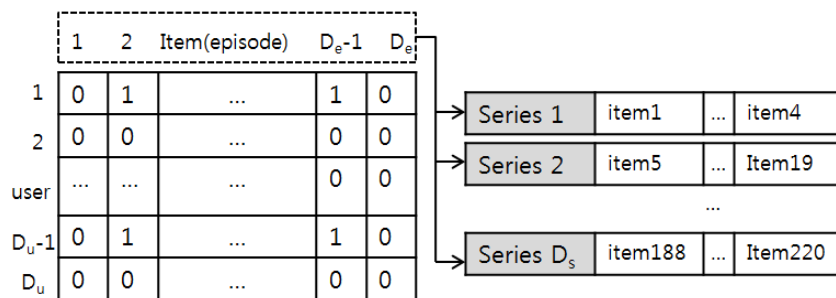 1 2 Item(episode) De-1 De
1 0 1 ... 1 0
2 0 0 ... 0 0
user ... ... 0 0
Du-1 0 1 ... 1 0
Du 0 0 ... 0 0
Series 1 item1 ... item4
Series 2 item5 ... Item19
...
Series Ds item188 ... Item220